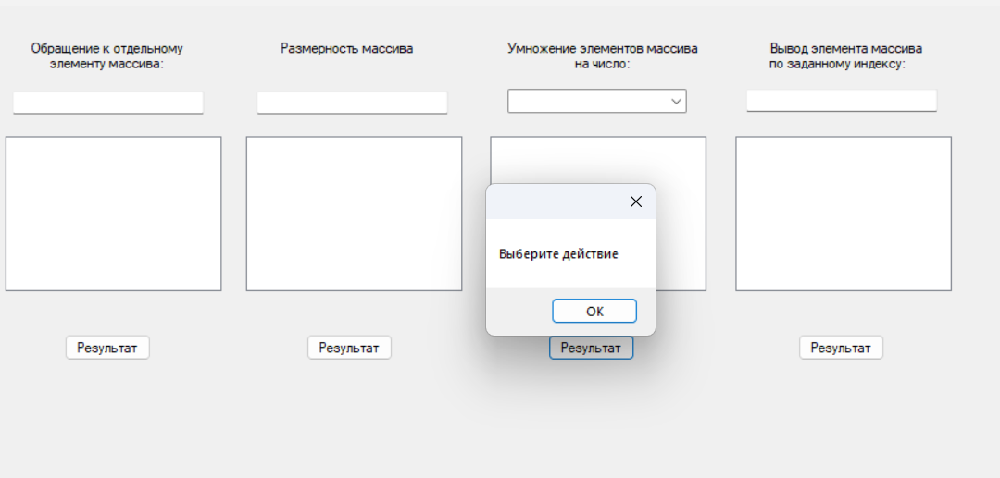 Обращение к отдельному
элементу массива:
Размерность массива
Умножение элементов массива
на число:
Вывод элемента массива
по заданному индексу:
Выберите действие
ОК
Результат
Результат
Результат
Результат